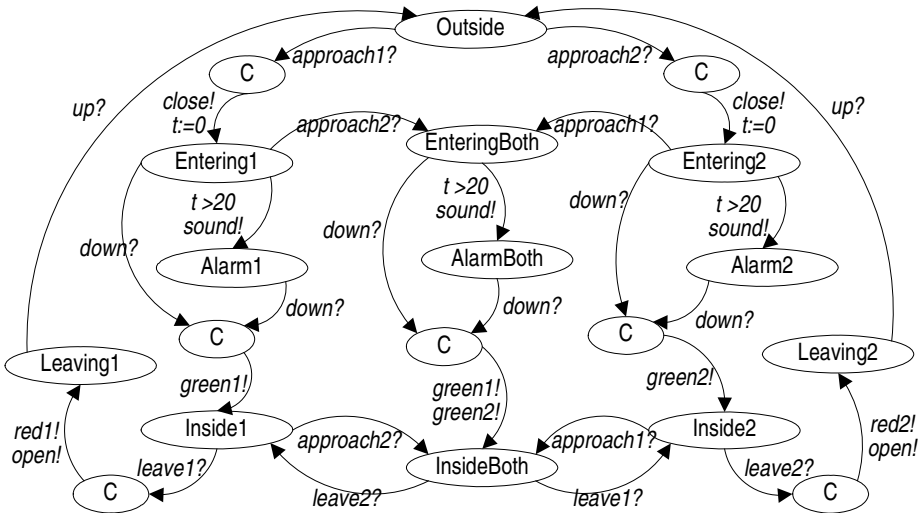 Outside
approach1?
approach2?
C
C
up?
close!
t:=0
close!
t:=0
up?
approach2?
EnteringBoth
approach1?
Entering1
Entering2
t >20
sound!
t >20
sound!
t >20
sound!
down?
down?
down?
Alarm1
AlarmBoth
Alarm2
down?
down?
down?
C
C
C
Leaving1
Leaving2
green1!
green1!
green2!
green2!
Inside1
Inside2
red1!
open!
approach2?
approach1?
red2!
open!
leave1?
InsideBoth
leave2?
C
leave2?
leave1?
C